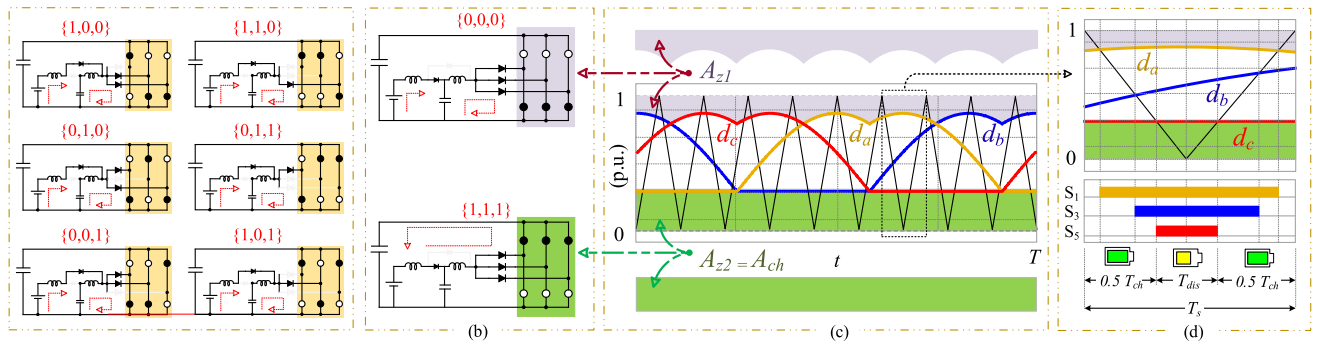 {1,0,0} {1,1,0}
{0,1,0} {0,1,1}
{0,0,1} {1,0,1}
{0,0,0}
{1,1,1}
(b)
A_z1
1
(p.u.)
0
d_c d_a d_b
A_z2 = A_ch t T
(c)
1
d_a
d_b
d_c
0
S_1
S_3
S_5
0.5 T_ch T_dis 0.5 T_ch
T_s
(d)